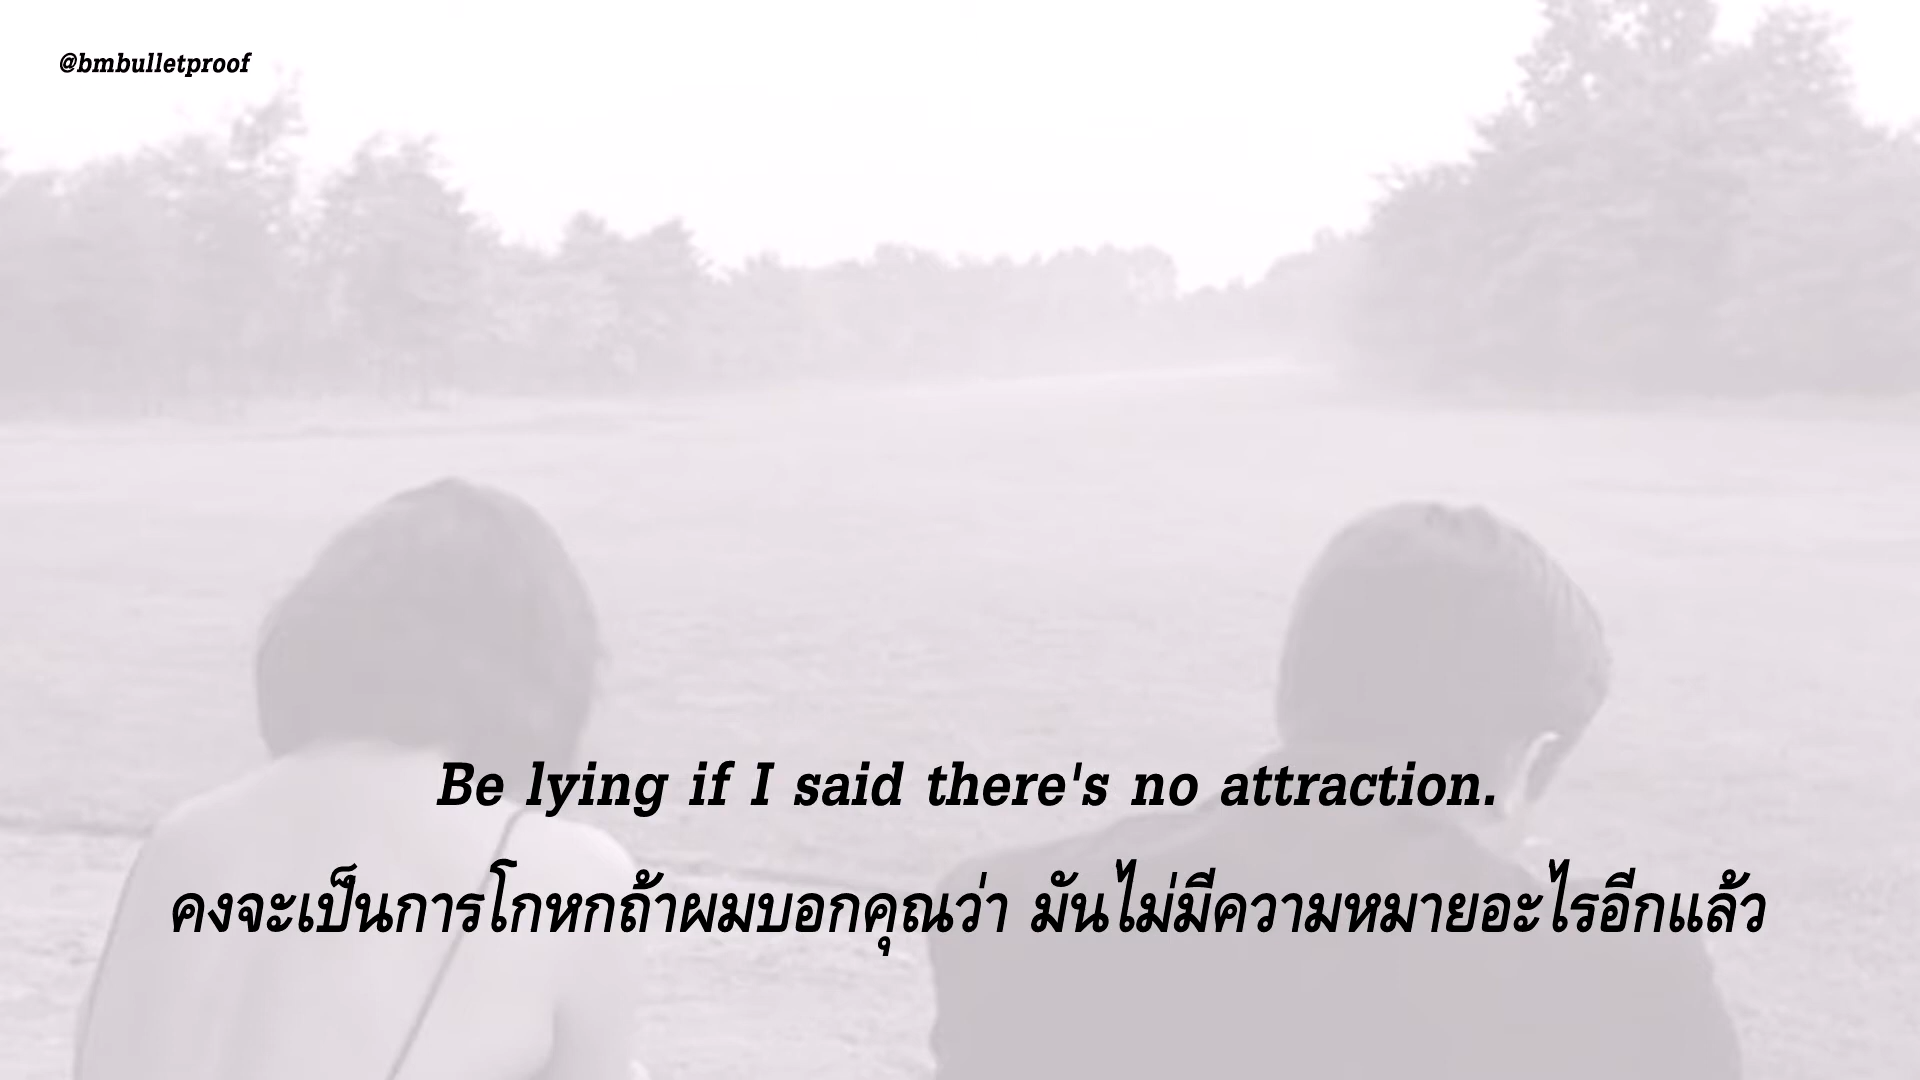 @bmbulletproof
Be lying if I said there's no attraction.
คงจะเป็นการโกหกถ้าผมบอกคุณว่า มันไม่มีความหมายอะไรอีกแล้ว